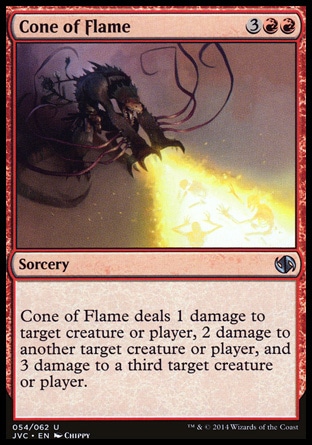 Cone of Flame 3
Sorcery
Cone of Flame deals 1 damage to
target creature or player, 2 damage to
another target creature or player, and
3 damage to a third target creature
or player.
054/062 U
JVC • EN Chippy ™ & © 2014 Wizards of the Coast